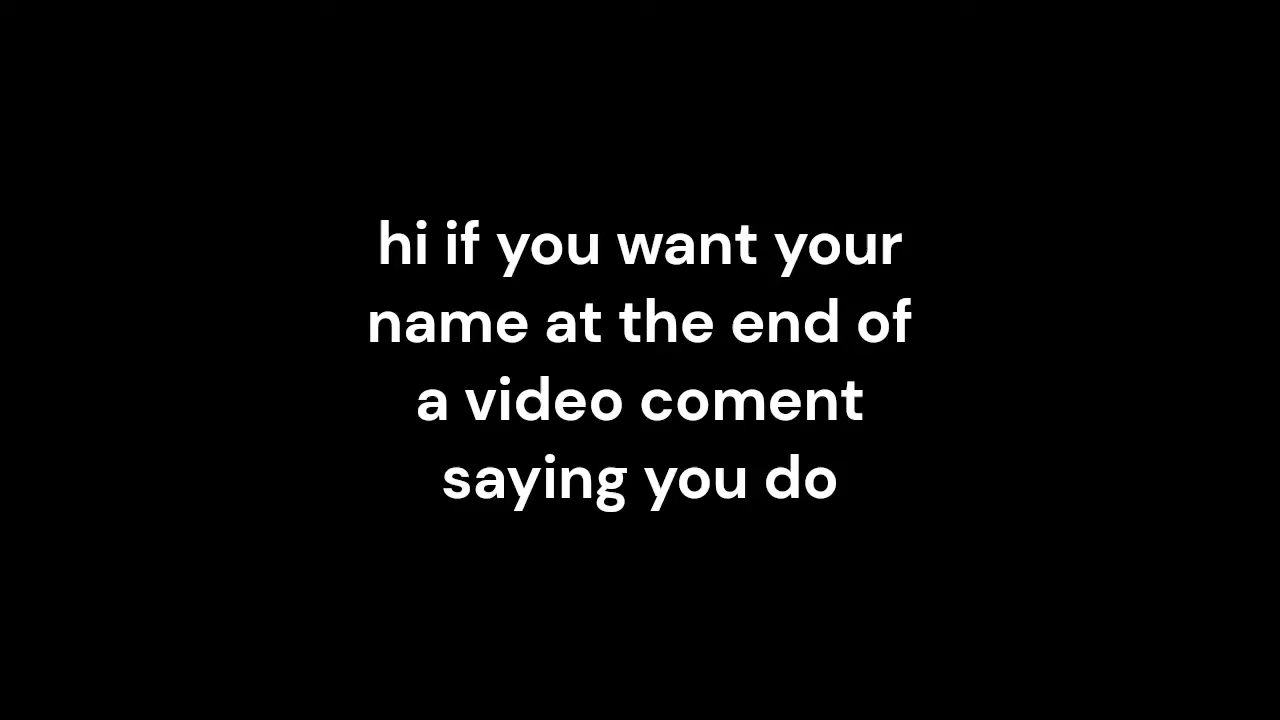 hi if you want your
name at the end of
a video coment
saying you do